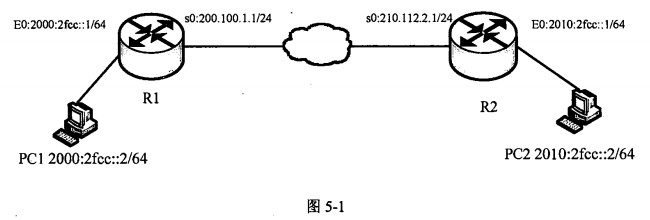 E0:2000:2fcc::1/64
s0:200.100.1.1/24
s0:210.112.2.1/24
E0:2010:2fcc::1/64
R1
R2
PC1 2000:2fcc::2/64
PC2 2010:2fcc::2/64
图 5-1